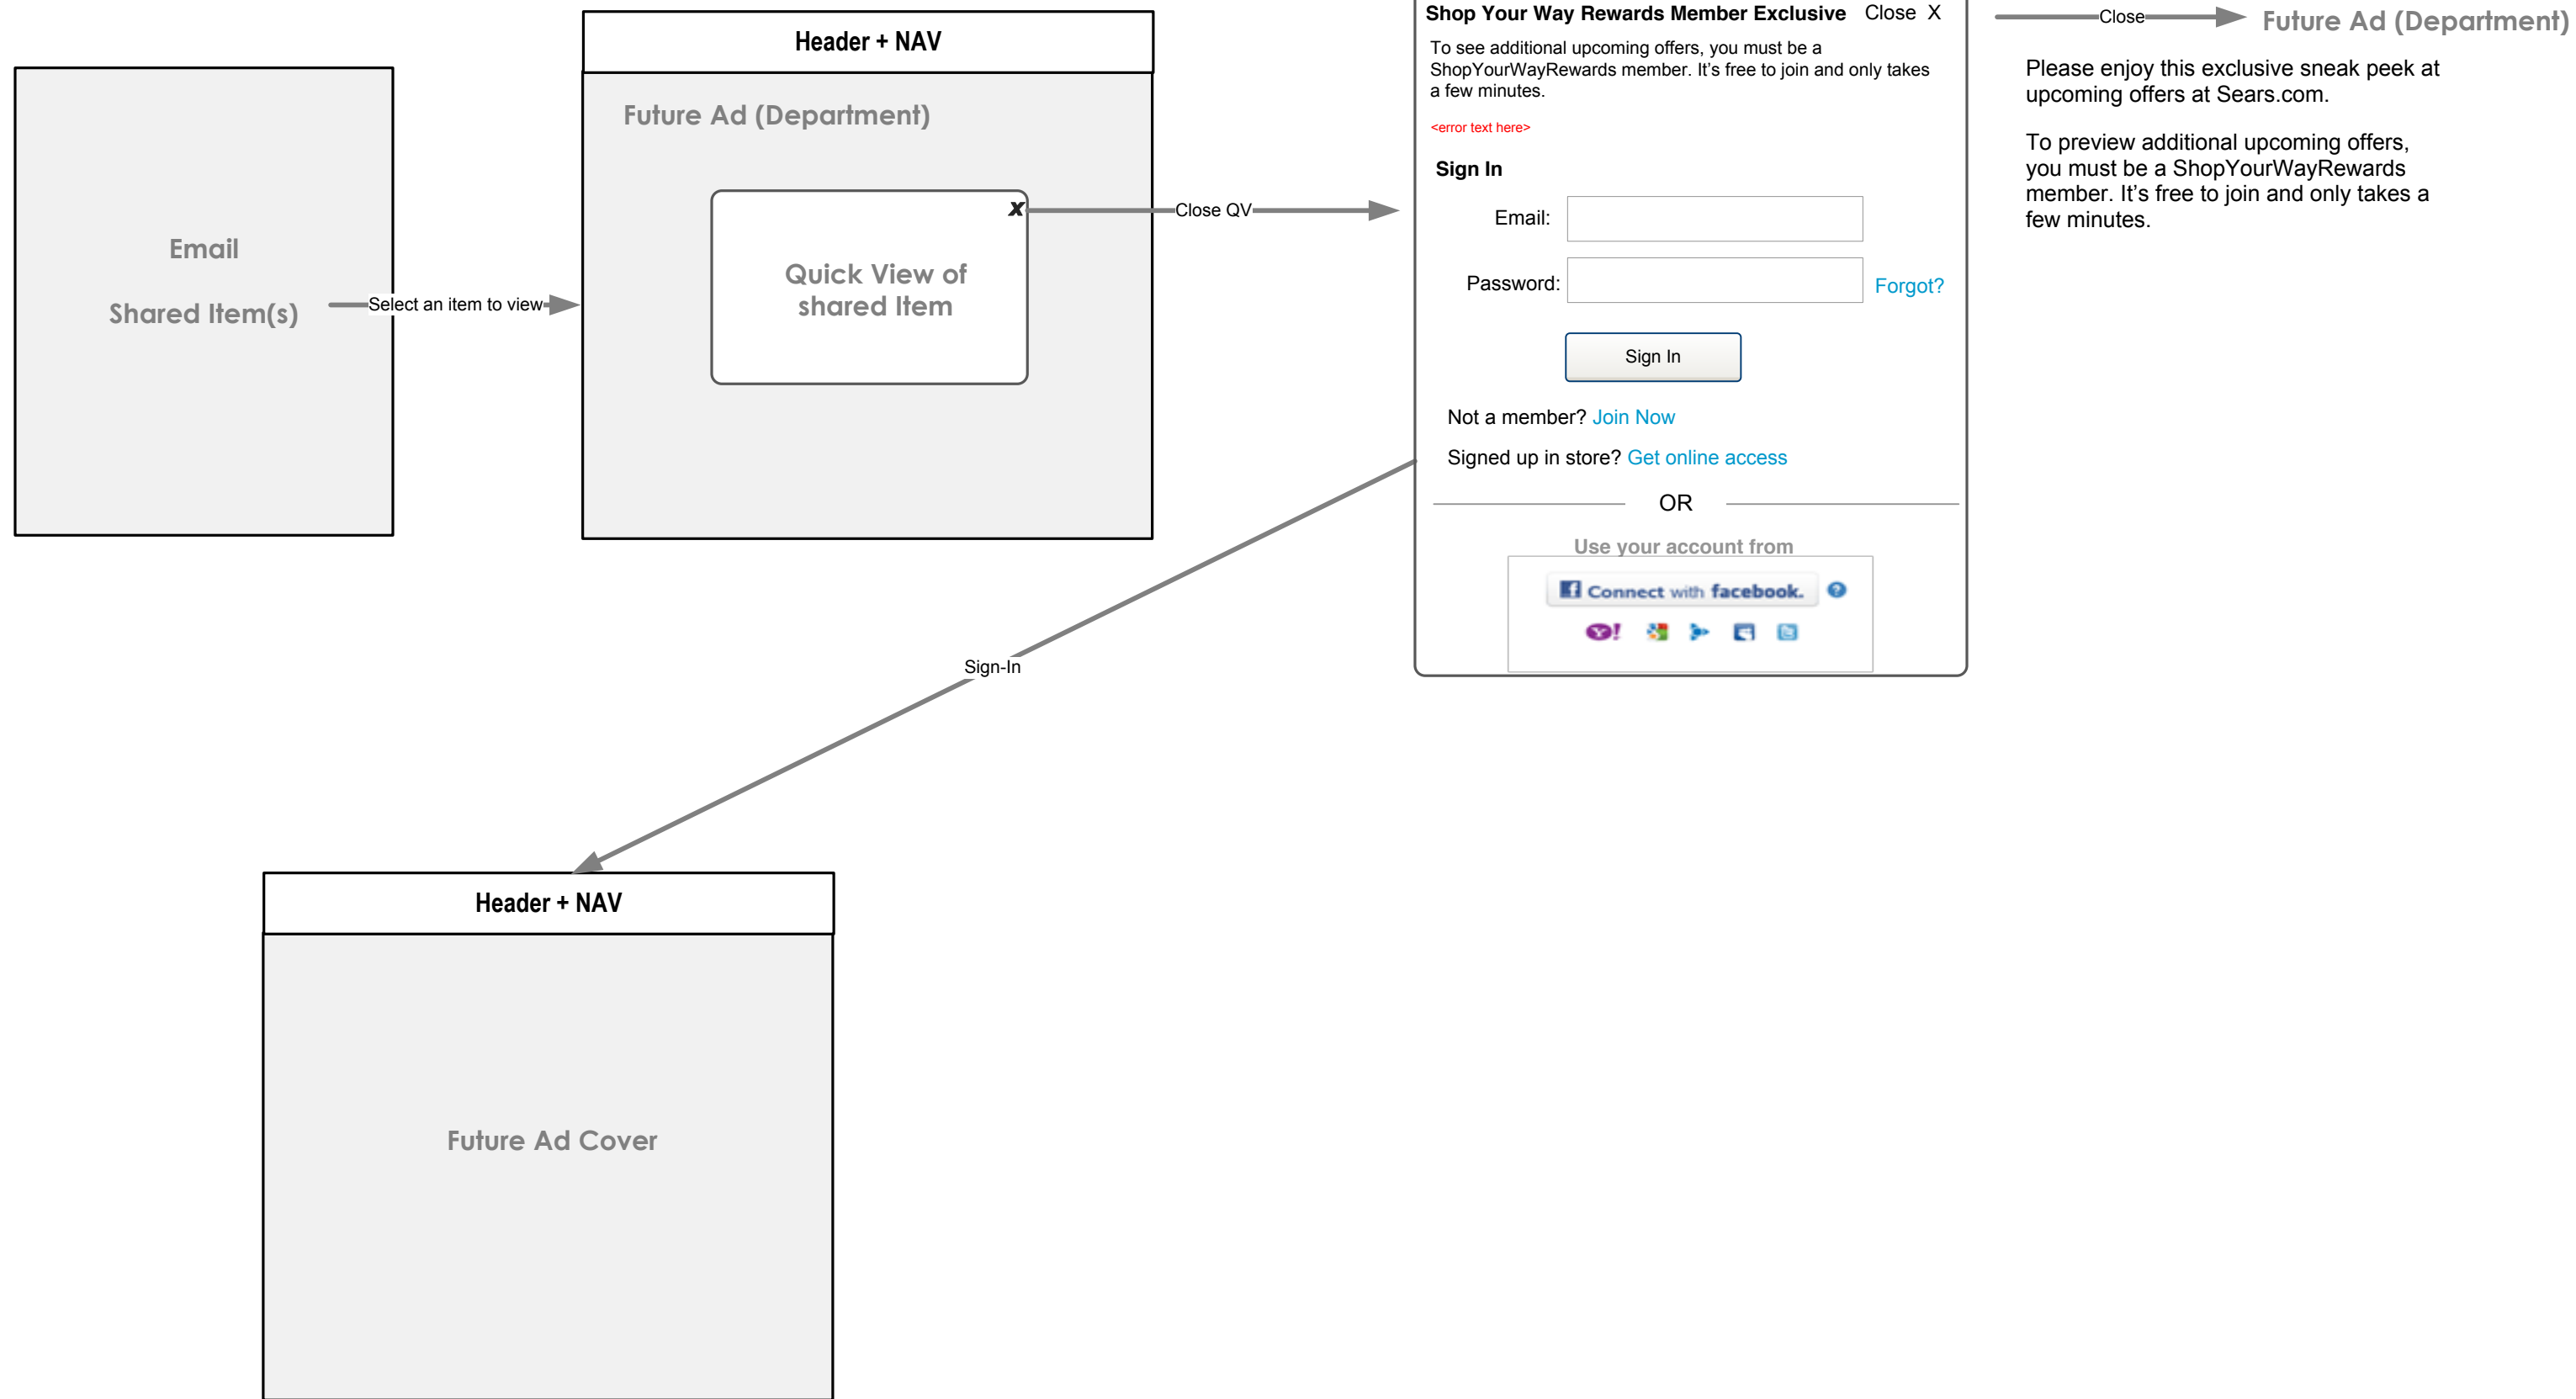 Email
Shared Item(s)
Select an item to view
Header + NAV
Future Ad (Department)
x
Quick View of
shared Item
Close QV
Shop Your Way Rewards Member Exclusive Close X
To see additional upcoming offers, you must be a
ShopYourWayRewards member. It’s free to join and only takes
a few minutes.
<error text here>
Sign In
Email:
Password:
Forgot?
Sign In
Not a member? Join Now
Signed up in store? Get online access
OR
Use your account from
f Connect with facebook. ?
Y!
Close
Future Ad (Department)
Please enjoy this exclusive sneak peek at
upcoming offers at Sears.com.
To preview additional upcoming offers,
you must be a ShopYourWayRewards
member. It’s free to join and only takes a
few minutes.
Sign-In
Header + NAV
Future Ad Cover